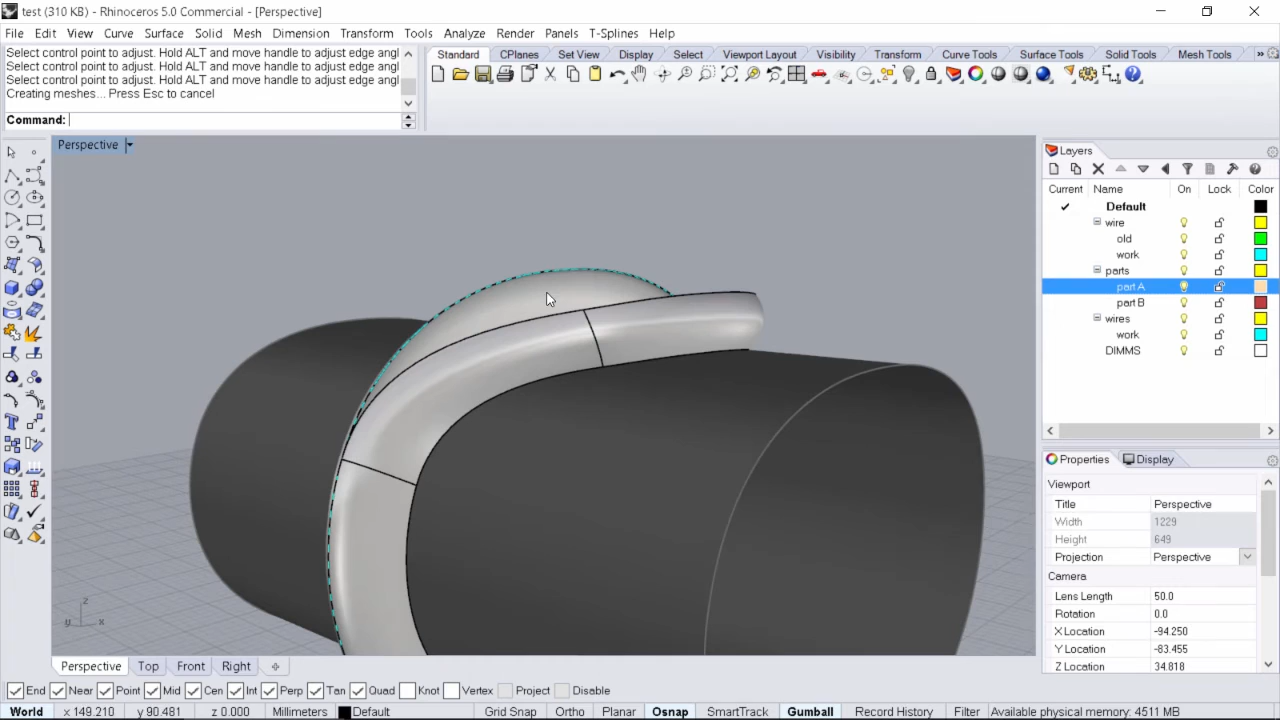 test (310 KB) - Rhinoceros 5.0 Commercial - [Perspective]
File Edit View Curve Surface Solid Mesh Dimension Transform Tools Analyze Render Panels T-Splines Help
Select control point to adjust. Hold ALT and move handle to adjust edge angl
Select control point to adjust. Hold ALT and move handle to adjust edge angl
Select control point to adjust. Hold ALT and move handle to adjust edge angl
Creating meshes... Press Esc to cancel
Command:
Standard CPlanes Set View Display Select Viewport Layout Visibility Transform Curve Tools Surface Tools Solid Tools Mesh Tools »
Perspective
Layers
Current Name On Lock Color
Default
wire
old
work
parts
part A
part B
wires
work
DIMMS
Properties Display
Viewport
Title Perspective
Width 1229
Height 649
Projection Perspective
Camera
Lens Length 50.0
Rotation 0.0
X Location -94.250
Y Location -83.455
Z Location 34.818
z
y x
Perspective Top Front Right
End Near Point Mid Cen Int Perp Tan Quad Knot Vertex Project Disable
World x 149.210 y 90.481 z 0.000 Millimeters Default Grid Snap Ortho Planar Osnap SmartTrack Gumball Record History Filter Available physical memory: 4511 MB